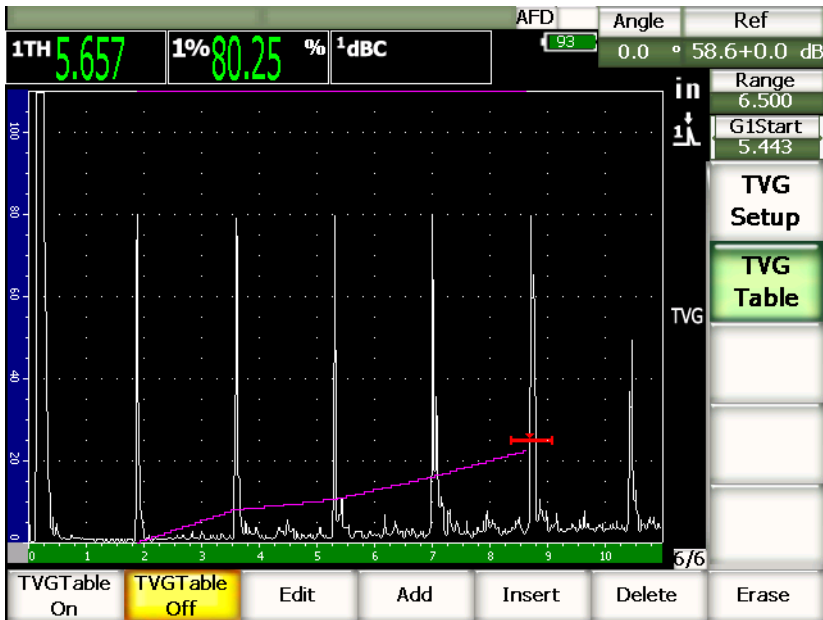 AFD Angle Ref
1TH 5.657 1% 80.25 % 1dBC 93 0.0 ° 58.6+0.0 dB
in Range
6.500
1 G1Start
5.443
TVG
Setup
TVG
Table
TVG
100
80
60
40
20
0
0 1 2 3 4 5 6 7 8 9 10 6/6
TVGTable
On
TVGTable
Off
Edit
Add
Insert
Delete
Erase